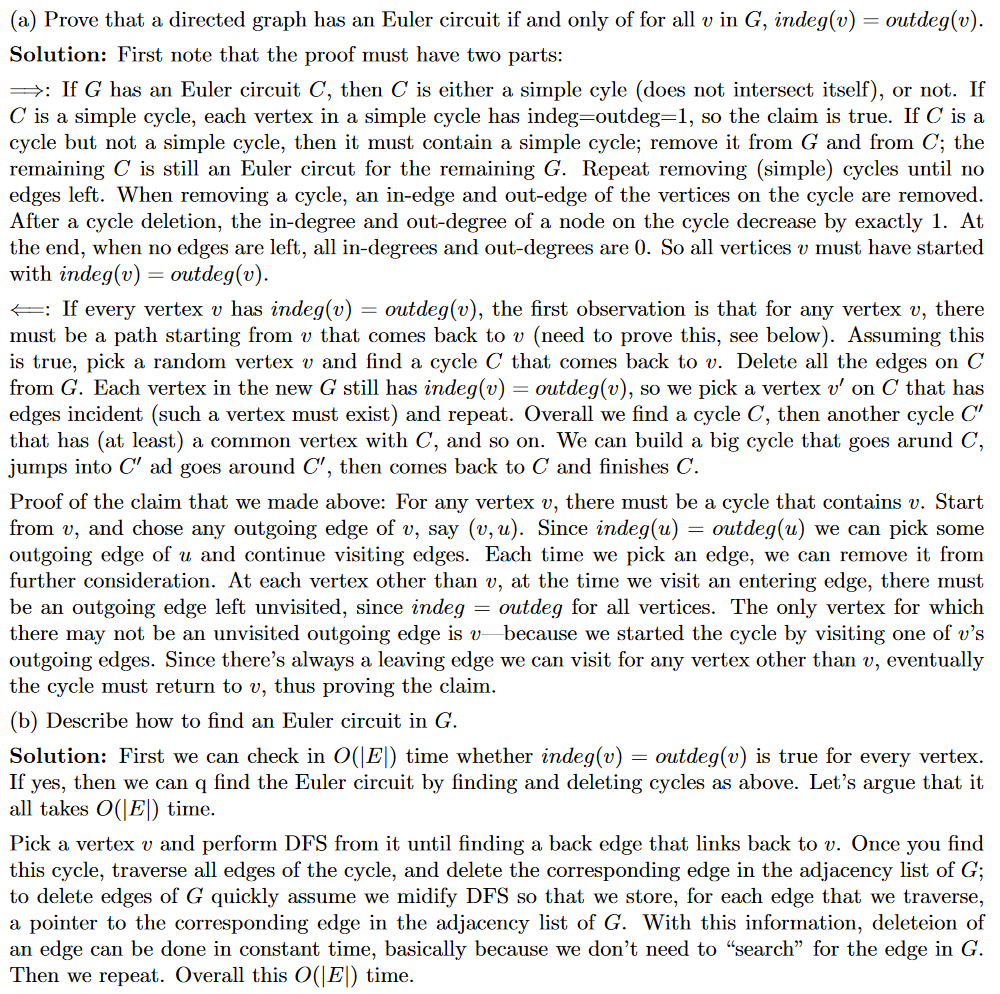 (a) Prove that a directed graph has an Euler circuit if and only of for all v in G, indeg(v) = outdeg(v).
Solution: First note that the proof must have two parts:
⟹: If G has an Euler circuit C, then C is either a simple cyle (does not intersect itself), or not. If
C is a simple cycle, each vertex in a simple cycle has indeg=outdeg=1, so the claim is true. If C is a
cycle but not a simple cycle, then it must contain a simple cycle; remove it from G and from C; the
remaining C is still an Euler circut for the remaining G. Repeat removing (simple) cycles until no
edges left. When removing a cycle, an in-edge and out-edge of the vertices on the cycle are removed.
After a cycle deletion, the in-degree and out-degree of a node on the cycle decrease by exactly 1. At
the end, when no edges are left, all in-degrees and out-degrees are 0. So all vertices v must have started
with indeg(v) = outdeg(v).
⟸: If every vertex v has indeg(v) = outdeg(v), the first observation is that for any vertex v, there
must be a path starting from v that comes back to v (need to prove this, see below). Assuming this
is true, pick a random vertex v and find a cycle C that comes back to v. Delete all the edges on C
from G. Each vertex in the new G still has indeg(v) = outdeg(v), so we pick a vertex v′ on C that has
edges incident (such a vertex must exist) and repeat. Overall we find a cycle C, then another cycle C′
that has (at least) a common vertex with C, and so on. We can build a big cycle that goes arund C,
jumps into C′ ad goes around C′, then comes back to C and finishes C.
Proof of the claim that we made above: For any vertex v, there must be a cycle that contains v. Start
from v, and chose any outgoing edge of v, say (v, u). Since indeg(u) = outdeg(u) we can pick some
outgoing edge of u and continue visiting edges. Each time we pick an edge, we can remove it from
further consideration. At each vertex other than v, at the time we visit an entering edge, there must
be an outgoing edge left unvisited, since indeg = outdeg for all vertices. The only vertex for which
there may not be an unvisited outgoing edge is v—because we started the cycle by visiting one of v's
outgoing edges. Since there's always a leaving edge we can visit for any vertex other than v, eventually
the cycle must return to v, thus proving the claim.
(b) Describe how to find an Euler circuit in G.
Solution: First we can check in O(|E|) time whether indeg(v) = outdeg(v) is true for every vertex.
If yes, then we can q find the Euler circuit by finding and deleting cycles as above. Let's argue that it
all takes O(|E|) time.
Pick a vertex v and perform DFS from it until finding a back edge that links back to v. Once you find
this cycle, traverse all edges of the cycle, and delete the corresponding edge in the adjacency list of G;
to delete edges of G quickly assume we midify DFS so that we store, for each edge that we traverse,
a pointer to the corresponding edge in the adjacency list of G. With this information, deleteion of
an edge can be done in constant time, basically because we don't need to “search” for the edge in G.
Then we repeat. Overall this O(|E|) time.